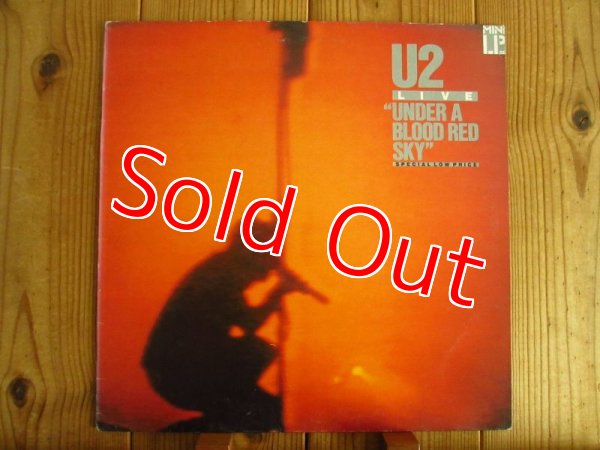 MINI
LP
U2
LIVE
"UNDER A
BLOOD RED
SKY"
SPECIAL LOW PRICE
Sold Out